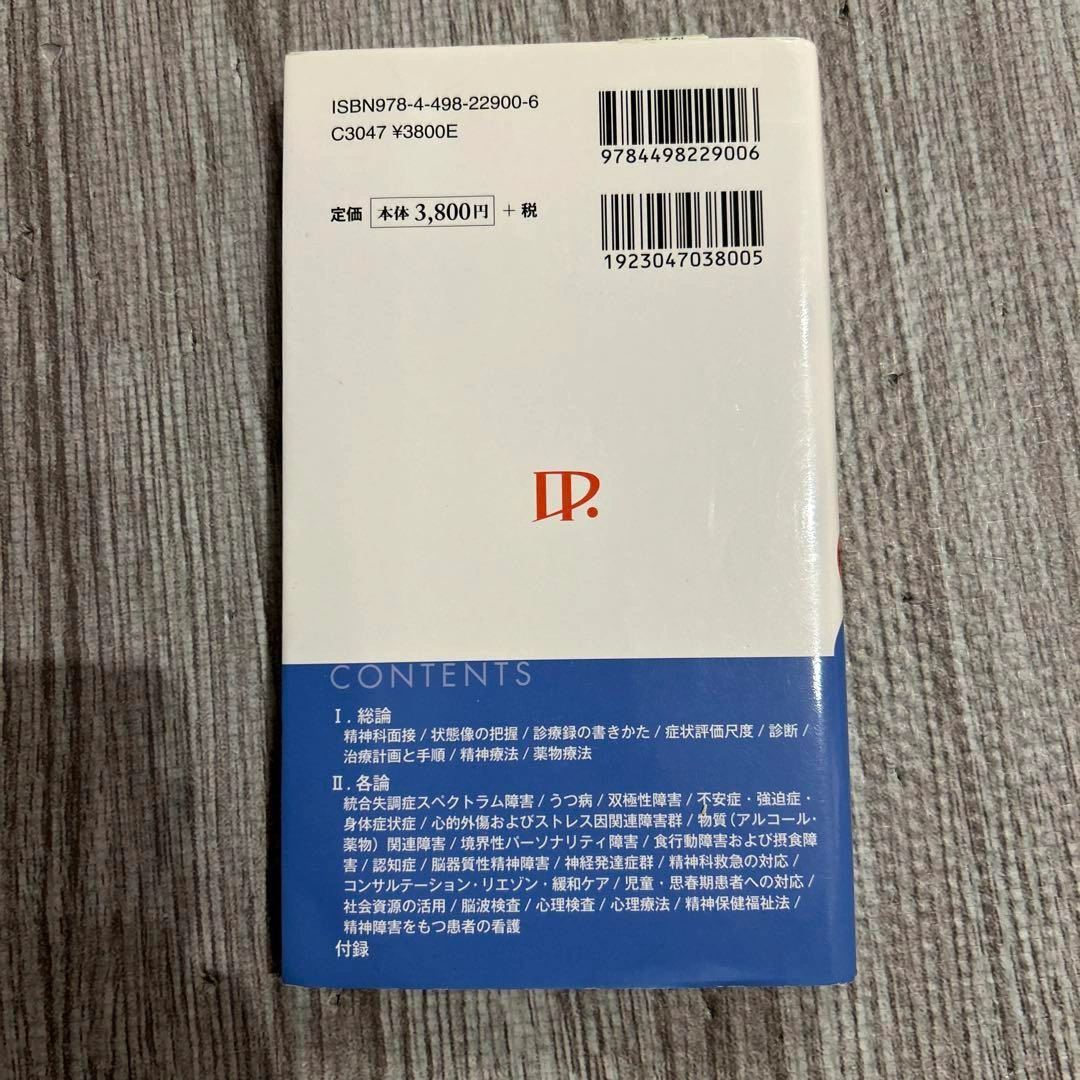 ISBN978-4-498-22900-6
C3047 ¥3800E
9784498229006
定価 本体 3,800円 + 税
1923047038005
CONTENTS
Ⅰ. 総論
精神科面接 / 状態像の把握 / 診療録の書きかた / 症状評価尺度 / 診断 /
治療計画と手順 / 精神療法 / 薬物療法
Ⅱ. 各論
統合失調症スペクトラム障害 / うつ病 / 双極性障害 / 不安症・強迫症・
身体症状症 / 心的外傷およびストレス因関連障害群 / 物質（アルコール・
薬物）関連障害 / 境界性パーソナリティ障害 / 食行動障害および摂食障
害 / 認知症 / 脳器質性精神障害 / 神経発達症群 / 精神科救急の対応 /
コンサルテーション・リエゾン・緩和ケア / 児童・思春期患者への対応 /
社会資源の活用 / 脳波検査 / 心理検査 / 心理療法 / 精神保健福祉法 /
精神障害をもつ患者の看護
付録